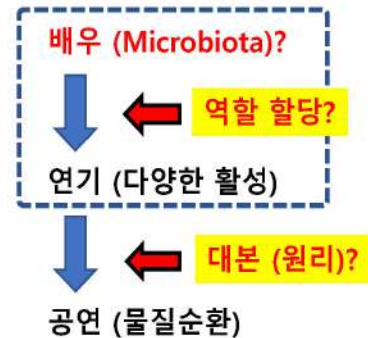 배우 (Microbiota)?
역할 할당?
연기 (다양한 활성)
대본 (원리)?
공연 (물질순환)